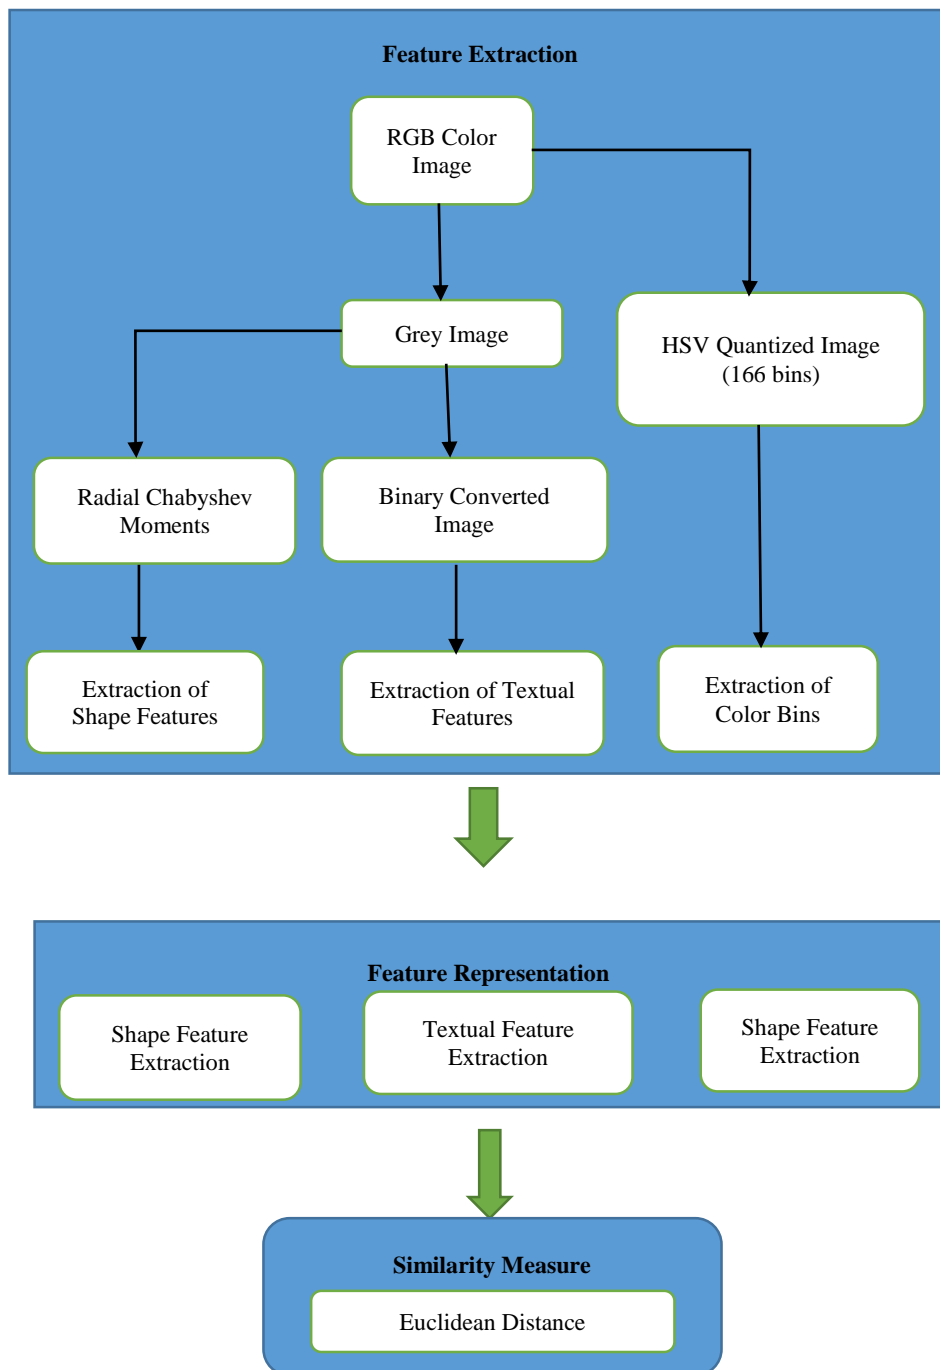 Feature Extraction
RGB Color
Image
Grey Image
HSV Quantized Image
(166 bins)
Radial Chabyshev
Moments
Binary Converted
Image
Extraction of
Shape Features
Extraction of Textual
Features
Extraction of
Color Bins
Feature Representation
Shape Feature
Extraction
Textual Feature
Extraction
Shape Feature
Extraction
Similarity Measure
Euclidean Distance